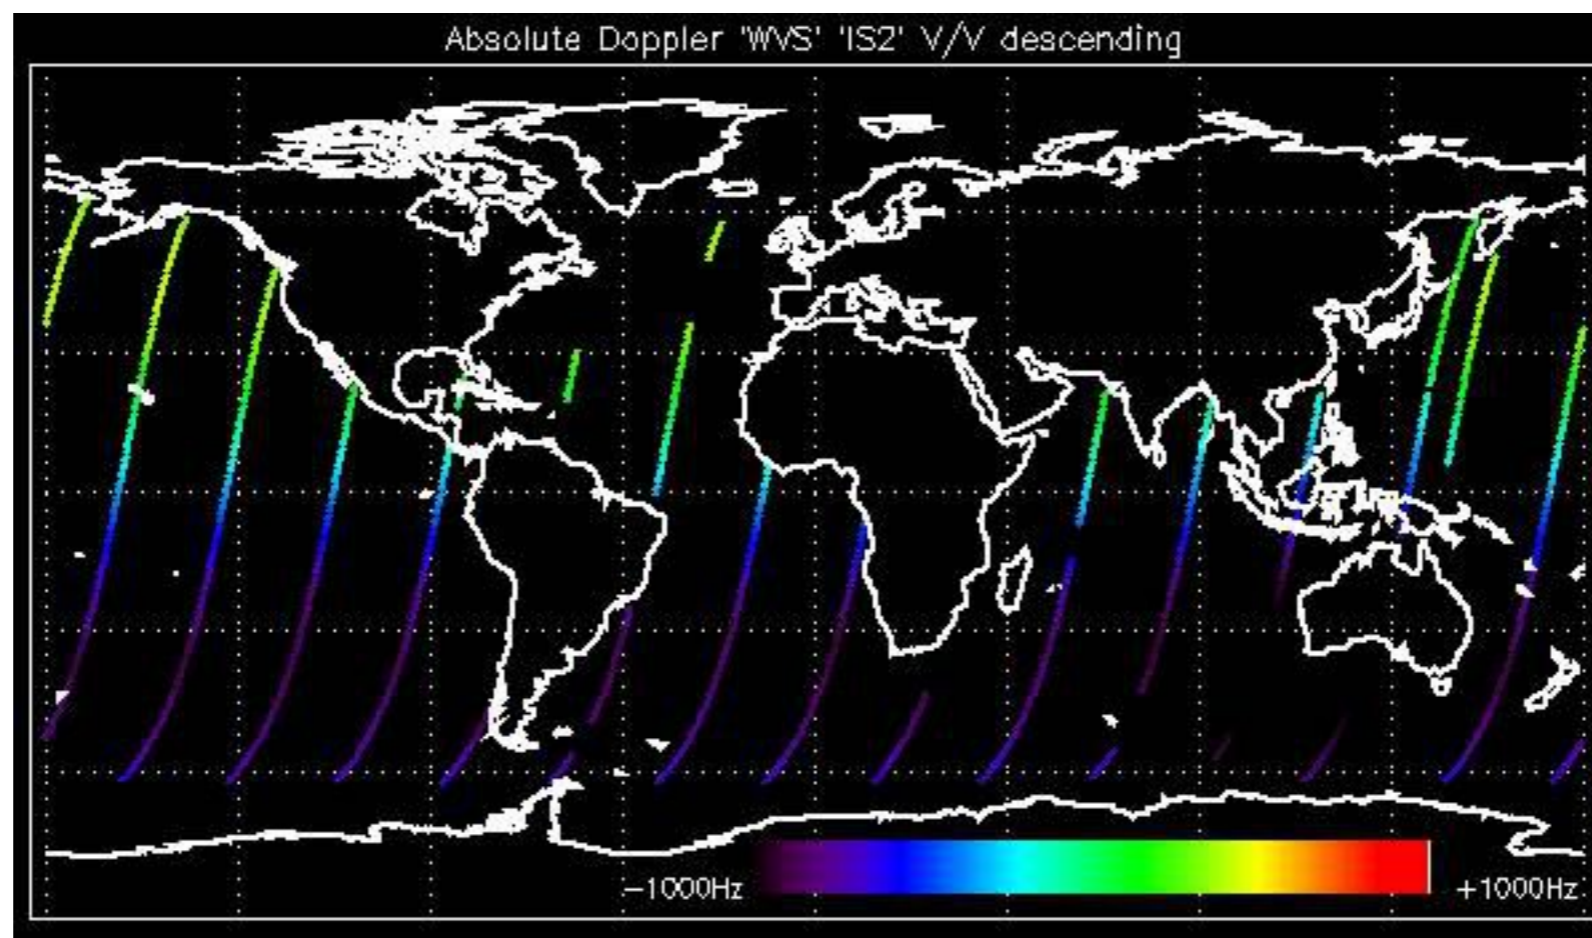 Absolute Doppler 'WVS' 'IS2' V/V descending
−1000Hz
+1000Hz